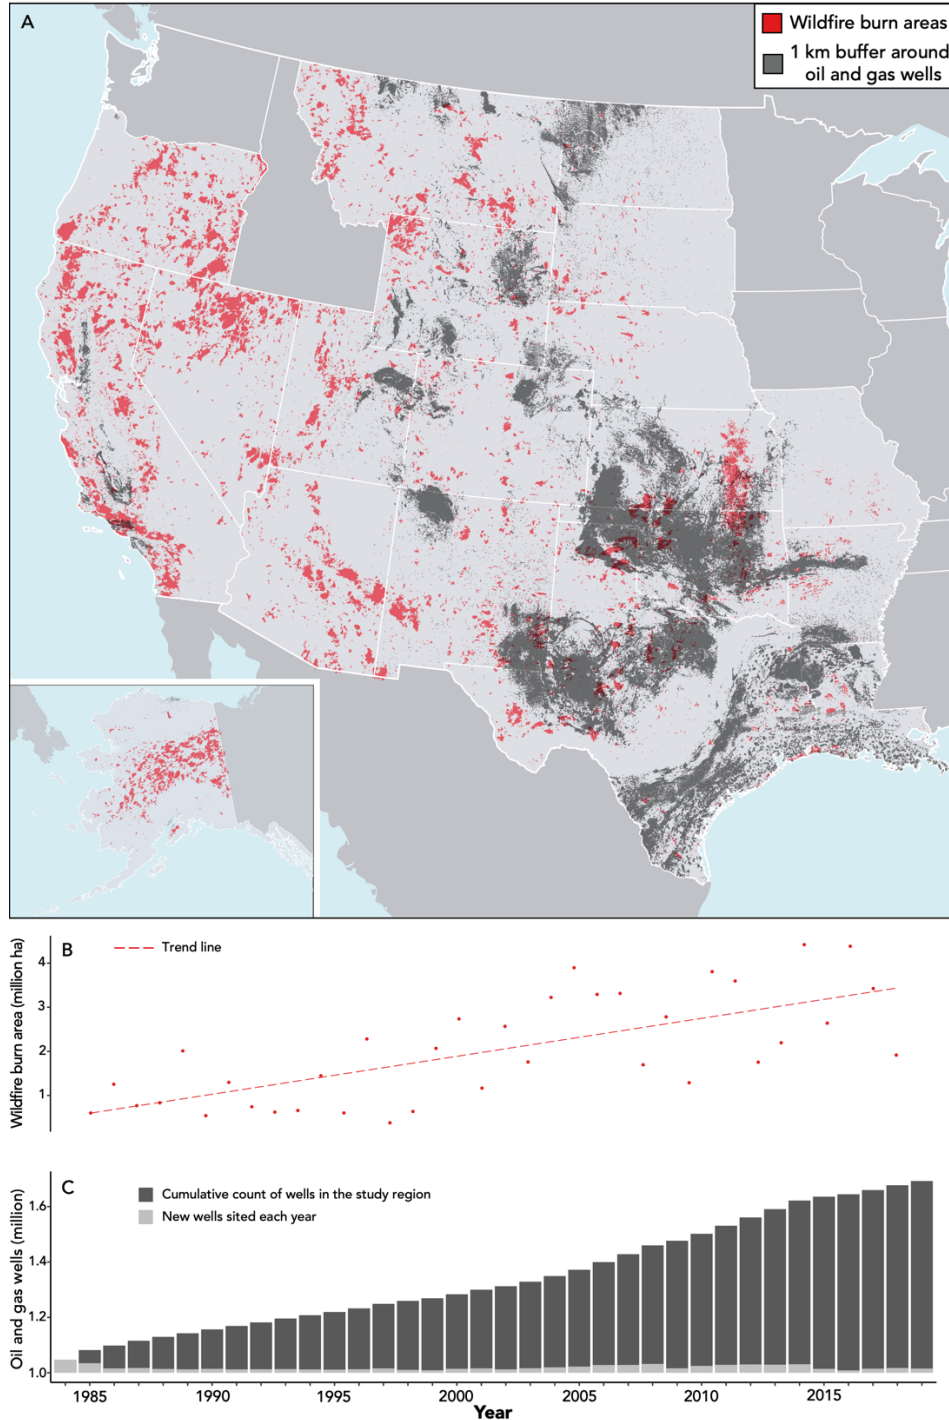 A
Wildfire burn areas
1 km buffer around
oil and gas wells
B
Trend line
Wildfire burn area (million ha)
4
3
2
1
C
Cumulative count of wells in the study region
New wells sited each year
Oil and gas wells (million)
1.6
1.4
1.2
1.0
1985 1990 1995 2000 2005 2010 2015
Year